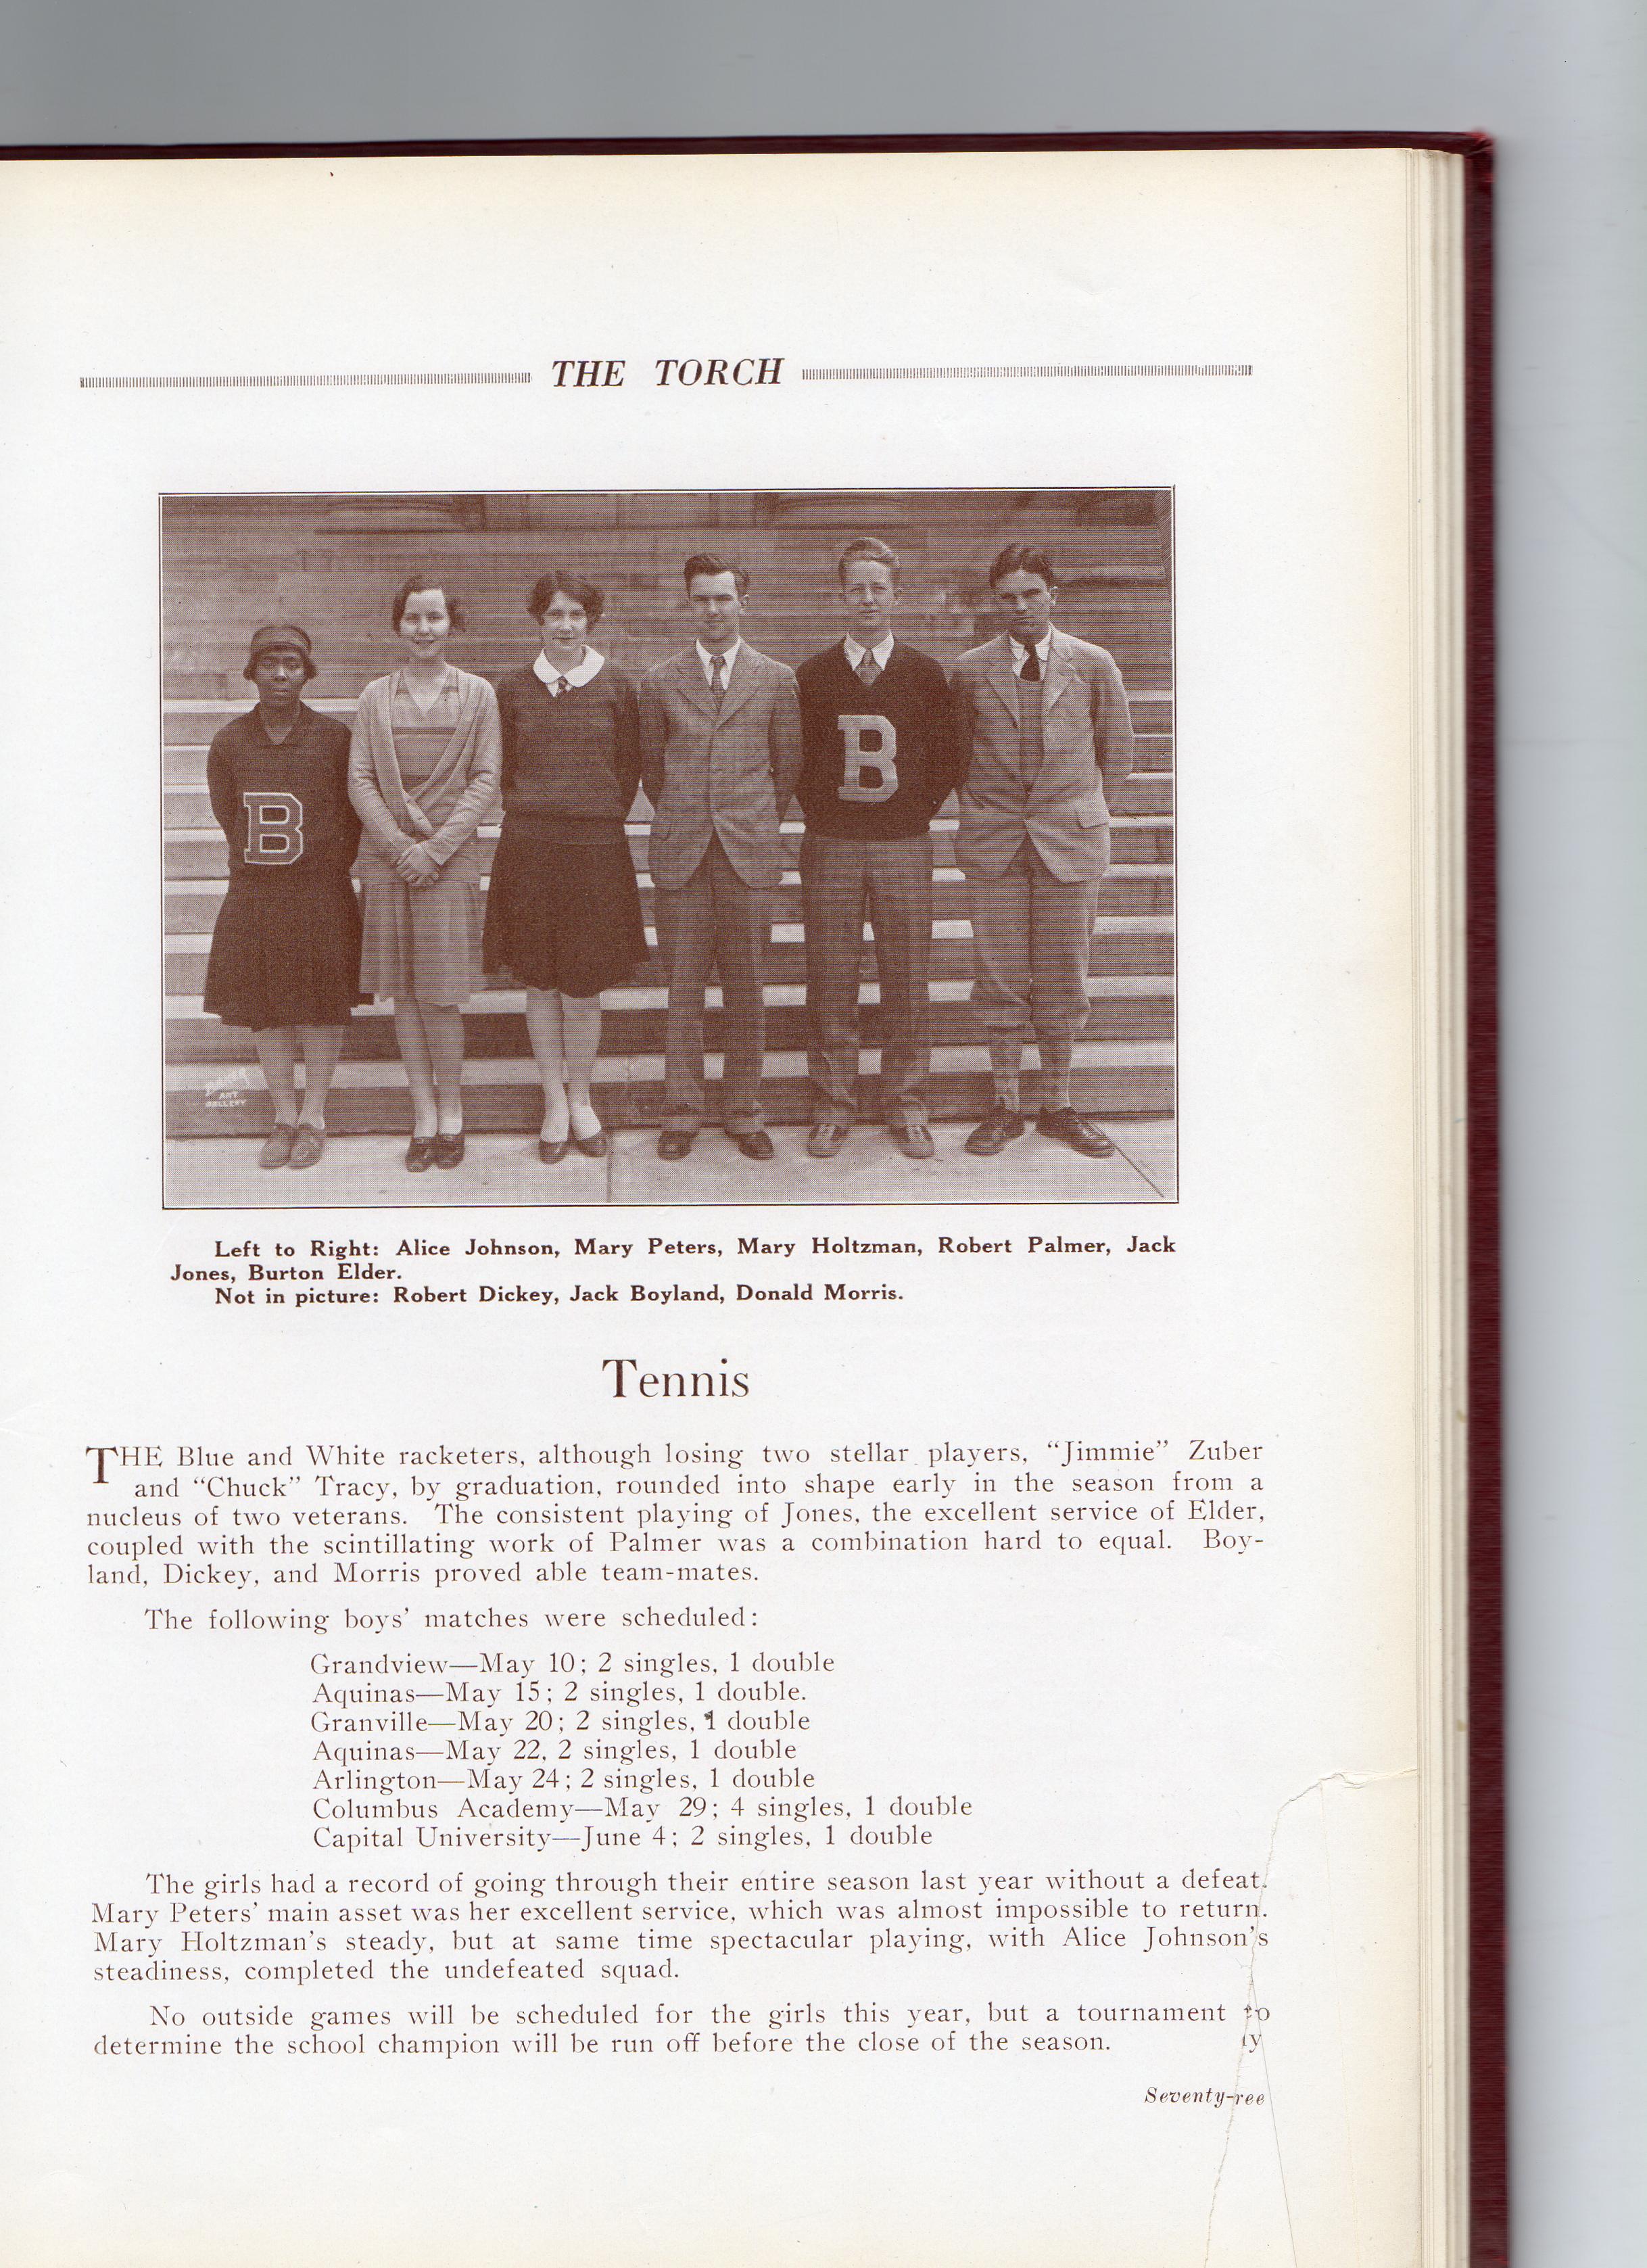 THE TORCH
B
B
ART
GALLERY
Left to Right: Alice Johnson, Mary Peters, Mary Holtzman, Robert Palmer, Jack
Jones, Burton Elder.
Not in picture: Robert Dickey, Jack Boyland, Donald Morris.
Tennis
THE Blue and White racketers, although losing two stellar players, “Jimmie” Zuber
and “Chuck” Tracy, by graduation, rounded into shape early in the season from a
nucleus of two veterans. The consistent playing of Jones, the excellent service of Elder,
coupled with the scintillating work of Palmer was a combination hard to equal. Boy-
land, Dickey, and Morris proved able team-mates.
The following boys’ matches were scheduled:
Grandview—May 10; 2 singles, 1 double
Aquinas—May 15; 2 singles, 1 double.
Granville—May 20; 2 singles, 1 double
Aquinas—May 22, 2 singles, 1 double
Arlington—May 24; 2 singles, 1 double
Columbus Academy—May 29; 4 singles, 1 double
Capital University—June 4; 2 singles, 1 double
The girls had a record of going through their entire season last year without a defeat.
Mary Peters’ main asset was her excellent service, which was almost impossible to return.
Mary Holtzman’s steady, but at same time spectacular playing, with Alice Johnson’s
steadiness, completed the undefeated squad.
No outside games will be scheduled for the girls this year, but a tournament to
determine the school champion will be run off before the close of the season.
Seventy-ree